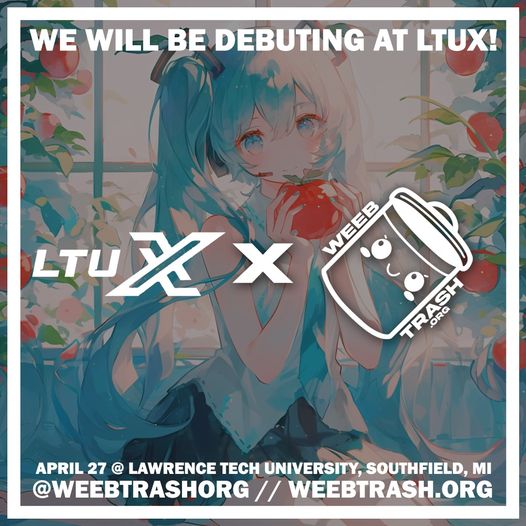 WE WILL BE DEBUTING AT LTUX!
LTU X X WEEB
TRASH
.ORG
APRIL 27 @ LAWRENCE TECH UNIVERSITY, SOUTHFIELD, MI
@WEEBTRASHORG // WEEBTRASH.ORG